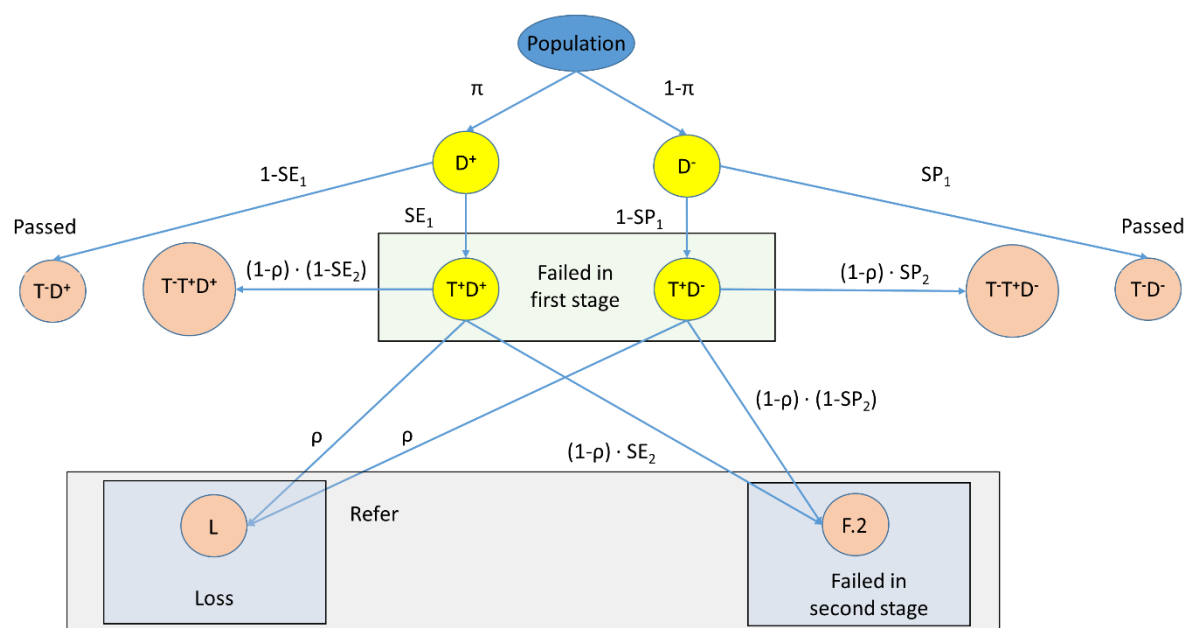 Population
π
1-π
D⁺
D⁻
1-SE₁
SP₁
SE₁
1-SP₁
Passed
Passed
(1-ρ) · (1-SE₂)
Failed in
first stage
(1-ρ) · SP₂
T⁻D⁺
T⁻T⁺D⁺
T⁺D⁺
T⁺D⁻
T⁻T⁺D⁻
T⁻D⁻
(1-ρ) · (1-SP₂)
ρ
ρ
(1-ρ) · SE₂
Refer
L
F.2
Loss
Failed in
second stage